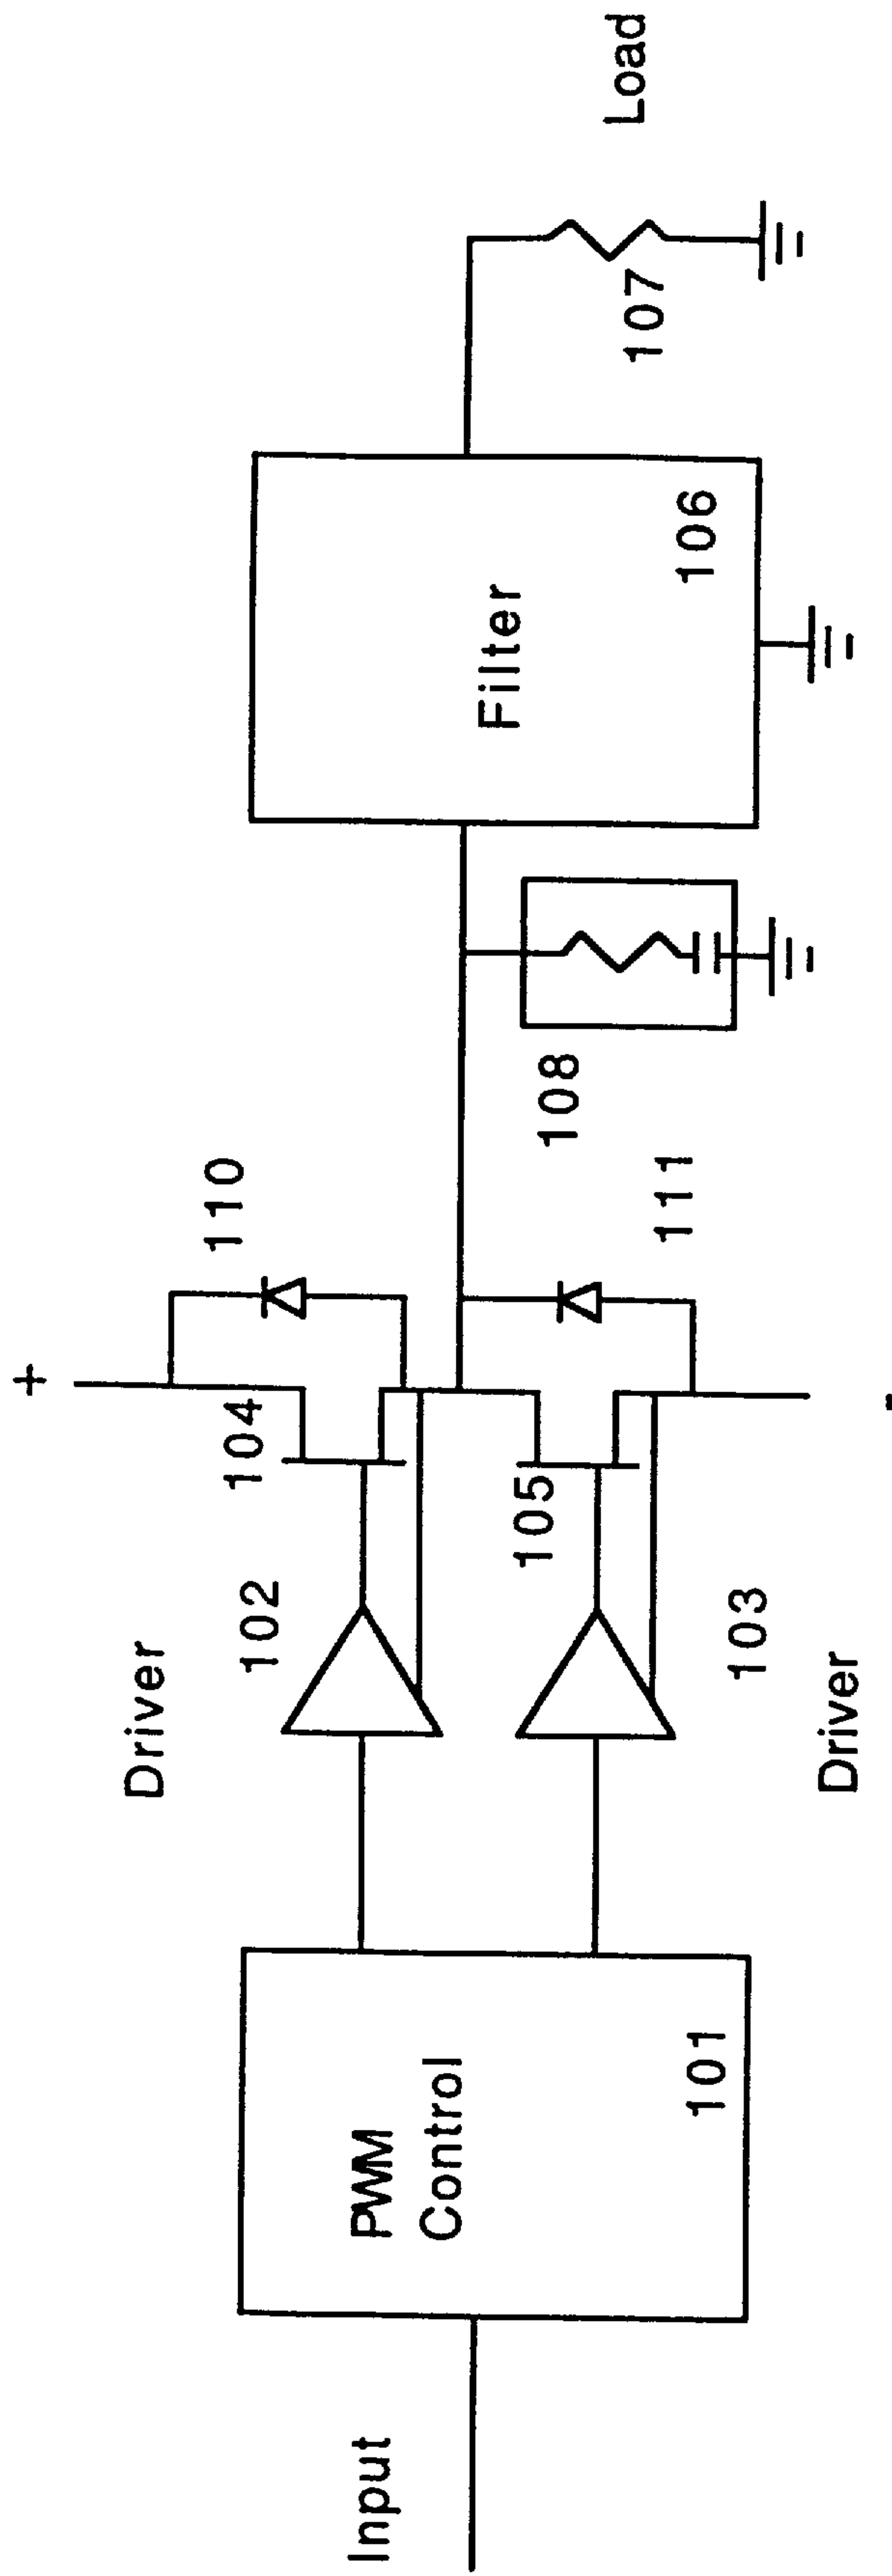 Input
PWM
Control
101
Driver
102
103
Driver
+
104
105
-
110
111
108
Filter
106
107
Load